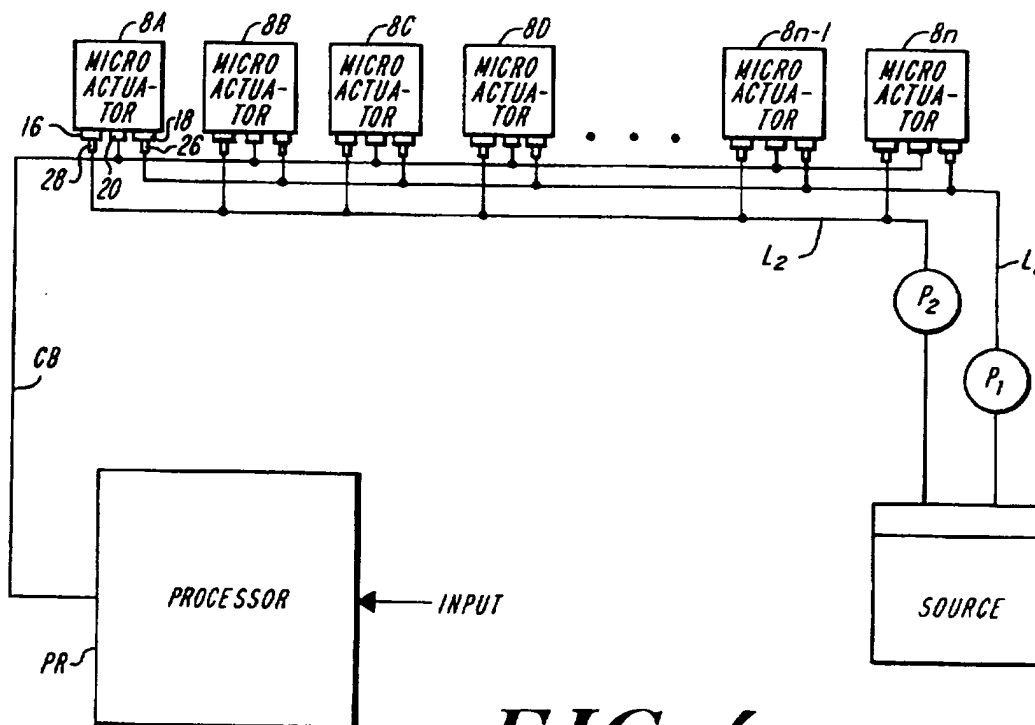 8A 8B 8C 8D 8n-1 8n
MICRO ACTUA- TOR
MICRO ACTUA- TOR
MICRO ACTUA- TOR
MICRO ACTUA- TOR
MICRO ACTUA- TOR
MICRO ACTUA- TOR
16 18
28 20 26
L2 L
P2
P1
CB
PROCESSOR
INPUT
SOURCE
PR
FIG.